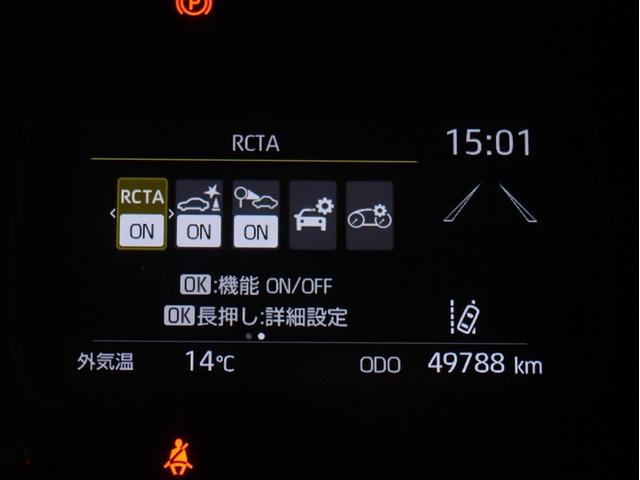 P
RCTA
15:01
RCTA
ON ON ON
OK:機能 ON/OFF
OK長押し:詳細設定
外気温 14℃ ODO 49788 km